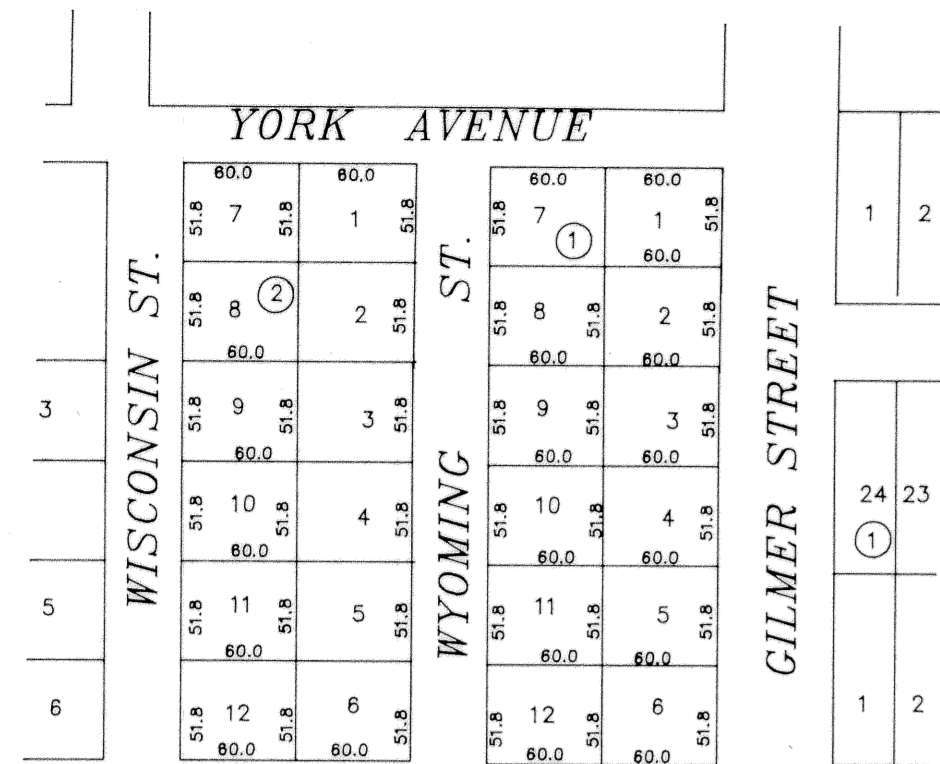 YORK AVENUE
WISCONSIN ST.
WYOMING ST.
GILMER STREET
60.0 60.0
51.8 7 51.8 1 51.8
51.8 8 2 2 51.8
60.0
51.8 9 51.8 3 51.8
60.0
51.8 10 51.8 4 51.8
60.0
51.8 11 51.8 5 51.8
60.0
51.8 12 51.8 6 51.8
60.0 60.0
60.0 60.0
51.8 7 1 1 51.8
60.0
51.8 8 51.8 2 51.8
60.0 60.0
51.8 9 51.8 3 51.8
60.0 60.0
51.8 10 51.8 4 51.8
60.0 60.0
51.8 11 51.8 5 51.8
60.0 60.0
51.8 12 51.8 6 51.8
60.0 60.0
3
5
6
1 2
24 23
1
1 2